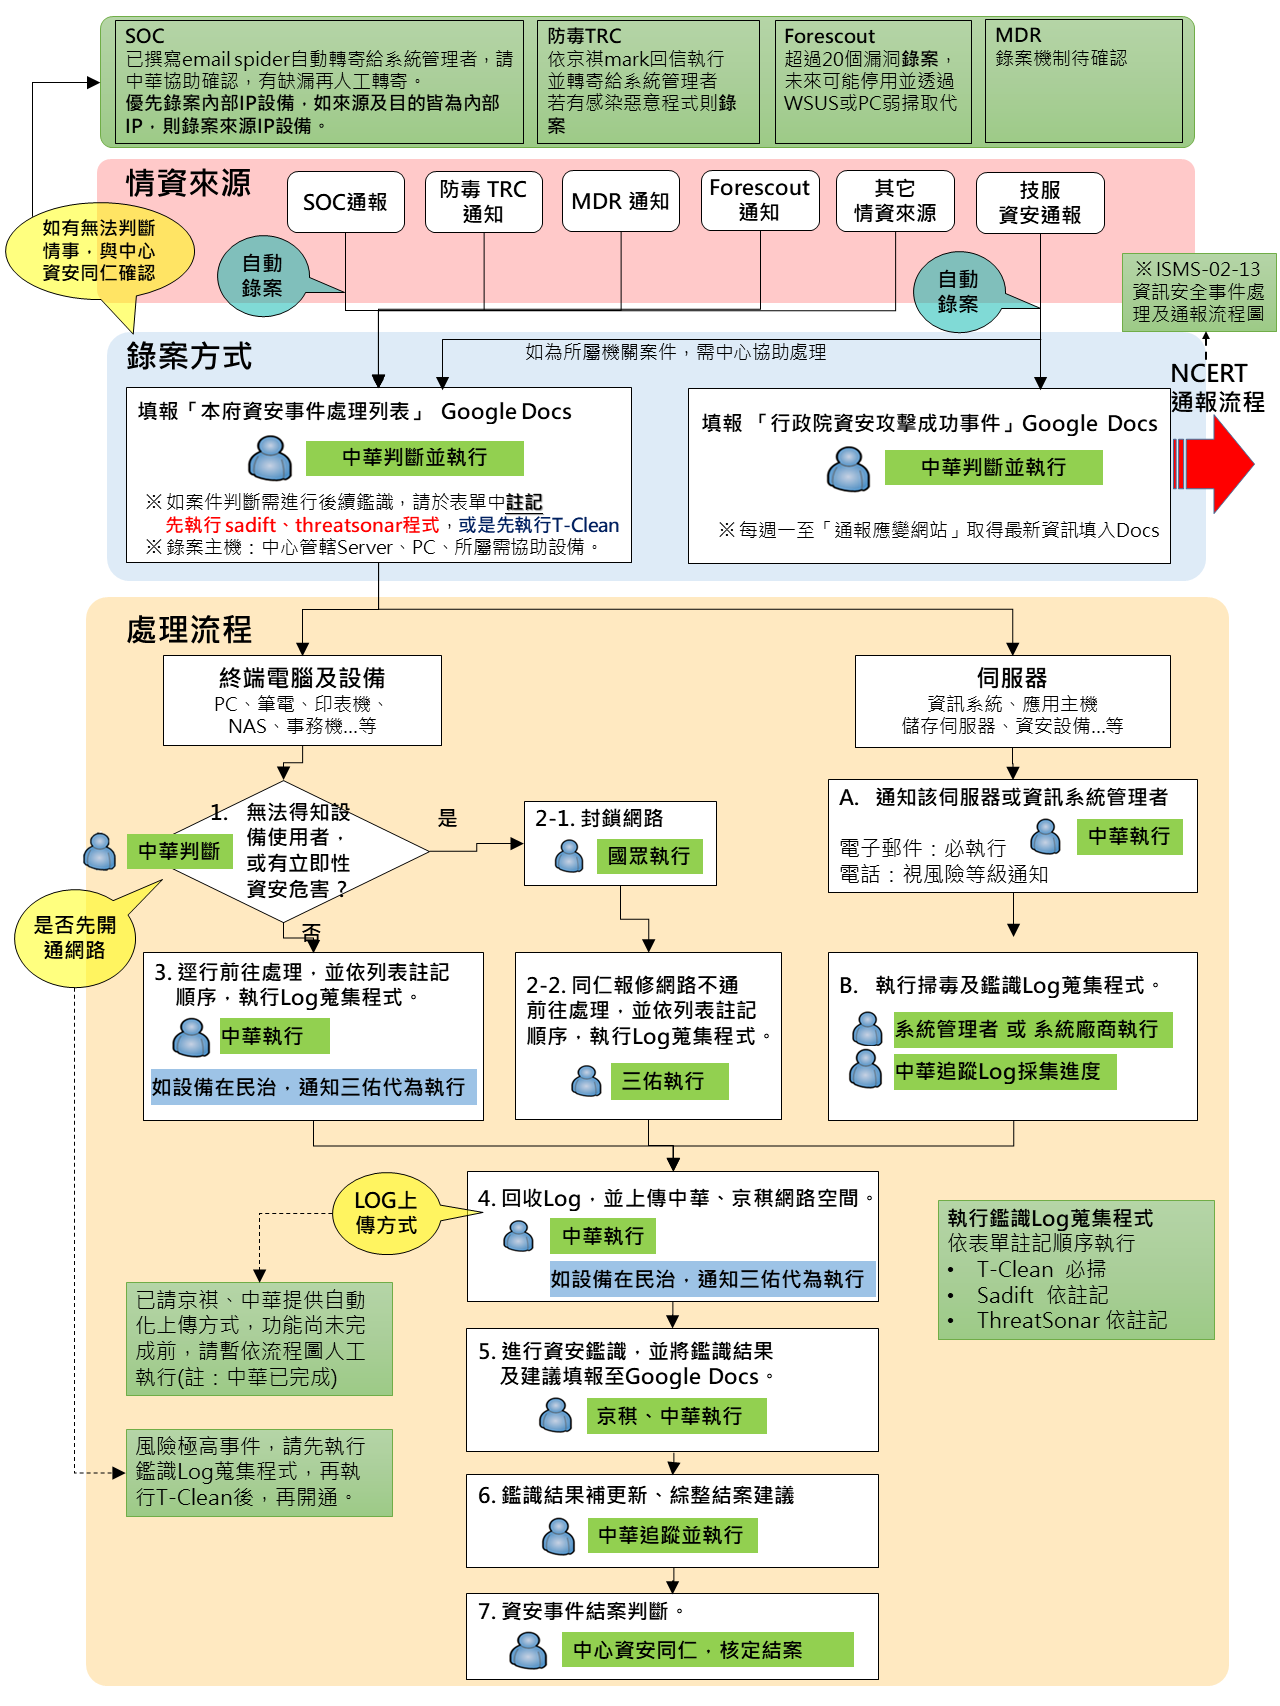 SOC
已撰寫email spider自動轉寄給系統管理者，請
中華協助確認，有缺漏再人工轉寄。
優先錄案內部IP設備，如來源及目的皆為內部
IP，則錄案來源IP設備。
防毒TRC
依京祺mark回信執行
並轉寄給系統管理者
若有感染惡意程式則錄
案
Forescout
超過20個漏洞錄案，
未來可能停用並透過
WSUS或PC弱掃取代
MDR
錄案機制待確認
情資來源
SOC通報
防毒 TRC
通知
MDR 通知
Forescout
通知
其它
情資來源
技服
資安通報
如有無法判斷
情事，與中心
資安同仁確認
自動
錄案
自動
錄案
※ISMS-02-13
資訊安全事件處
理及通報流程圖
錄案方式
如為所屬機關案件，需中心協助處理
NCERT
通報流程
填報「本府資安事件處理列表」 Google Docs
中華判斷並執行
※如案件判斷需進行後續鑑識，請於表單中註記
先執行sadift、threatsonar程式，或是先執行T-Clean
※錄案主機：中心管轄Server、PC、所屬需協助設備。
填報 「行政院資安攻擊成功事件」Google Docs
中華判斷並執行
※每週一至「通報應變網站」取得最新資訊填入Docs
處理流程
終端電腦及設備
PC、筆電、印表機、
NAS、事務機...等
伺服器
資訊系統、應用主機
儲存伺服器、資安設備...等
1. 無法得知設
備使用者，
或有立即性
資安危害？
中華判斷
是
否
2-1. 封鎖網路
國眾執行
A. 通知該伺服器或資訊系統管理者
中華執行
電子郵件：必執行
電話：視風險等級通知
是否先開
通網路
3. 逕行前往處理，並依列表註記
順序，執行Log蒐集程式。
中華執行
如設備在民治，通知三佑代為執行
2-2. 同仁報修網路不通
前往處理，並依列表註記
順序，執行Log蒐集程式。
三佑執行
B. 執行掃毒及鑑識Log蒐集程式。
系統管理者 或 系統廠商執行
中華追蹤Log採集進度
LOG上
傳方式
4. 回收Log，並上傳中華、京稘網路空間。
中華執行
如設備在民治，通知三佑代為執行
執行鑑識Log蒐集程式
依表單註記順序執行
• T-Clean 必掃
• Sadift 依註記
• ThreatSonar 依註記
已請京祺、中華提供自動
化上傳方式，功能尚未完
成前，請暫依流程圖人工
執行(註：中華已完成)
5. 進行資安鑑識，並將鑑識結果
及建議填報至Google Docs。
京稘、中華執行
風險極高事件，請先執行
鑑識Log蒐集程式，再執
行T-Clean後，再開通。
6. 鑑識結果補更新、綜整結案建議
中華追蹤並執行
7. 資安事件結案判斷。
中心資安同仁，核定結案